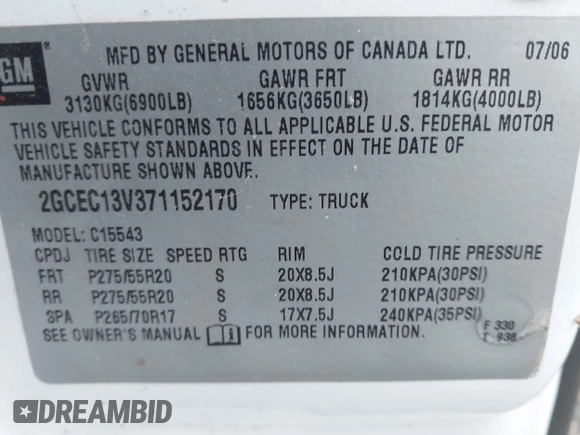 GM
MFD BY GENERAL MOTORS OF CANADA LTD. 07/06
GVWR GAWR FRT GAWR RR
3130KG(6900LB) 1656KG(3650LB) 1814KG(4000LB)
THIS VEHICLE CONFORMS TO ALL APPLICABLE U.S. FEDERAL MOTOR
VEHICLE SAFETY STANDARDS IN EFFECT ON THE DATE OF
MANUFACTURE SHOWN ABOVE.
2GCEC13V371152170 TYPE: TRUCK
MODEL: C15543
CPDJ TIRE SIZE SPEED RTG RIM COLD TIRE PRESSURE
FRT P275/55R20 S 20X8.5J 210KPA(30PSI)
RR P275/55R20 S 20X8.5J 210KPA(30PSI)
SPA P265/70R17 S 17X7.5J 240KPA(35PSI)
SEE OWNER'S MANUAL FOR MORE INFORMATION.
F 330
T 938
DREAMBID